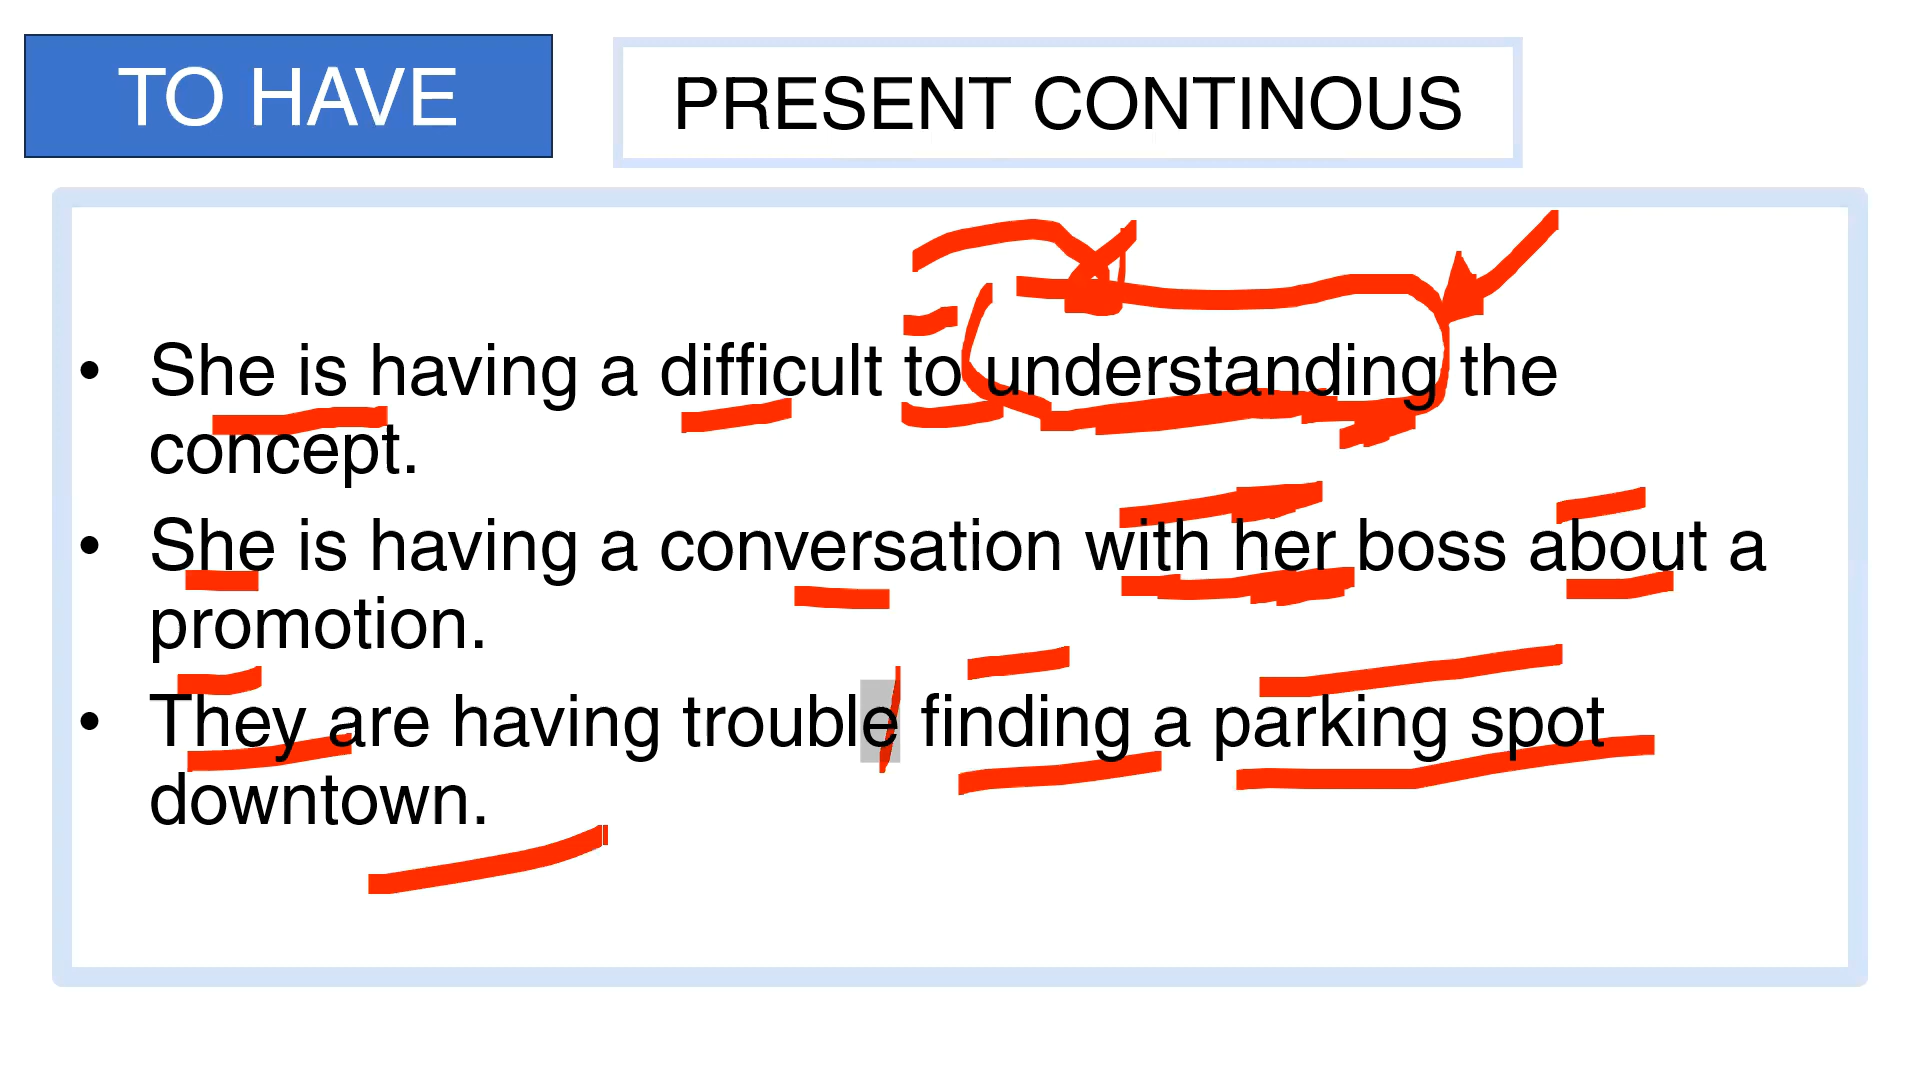 TO HAVE
PRESENT CONTINOUS
• She is having a difficult to understanding the
concept.
• She is having a conversation with her boss about a
promotion.
• They are having trouble finding a parking spot
downtown.